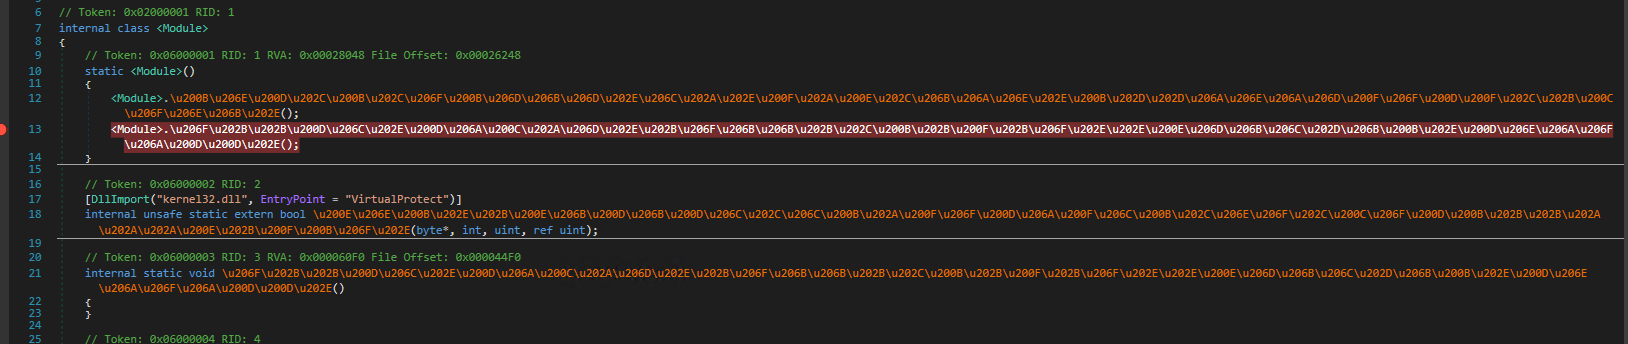 6 // Token: 0x02000001 RID: 1
7 internal class <Module>
8 {
9 // Token: 0x06000001 RID: 1 RVA: 0x00028048 File Offset: 0x00026248
10 static <Module>()
11 {
12 <Module>.\u200B\u206E\u200D\u202C\u200B\u202C\u206F\u200B\u206D\u206B\u206D\u202E\u206C\u202A\u202E\u200F\u202A\u200E\u202C\u206B\u206A\u206E\u202E\u200B\u202D\u202D\u206A\u206E\u206A\u206D\u200F\u206F\u200D\u200F\u202C\u202B\u200C
\u206F\u206E\u206B\u202E();
13 <Module>.\u206F\u202B\u202B\u200D\u206C\u202E\u200D\u206A\u200C\u202A\u206D\u202E\u202B\u206F\u206B\u206B\u202B\u202C\u200B\u202B\u200F\u202B\u206F\u202E\u202E\u200E\u206D\u206B\u206C\u202D\u206B\u200B\u202E\u200D\u206E\u206A\u206F
\u206A\u200D\u200D\u202E();
14 }
15
16 // Token: 0x06000002 RID: 2
17 [DllImport("kernel32.dll", EntryPoint = "VirtualProtect")]
18 internal unsafe static extern bool \u200E\u206E\u200B\u202E\u202B\u200E\u206B\u200D\u206B\u200D\u206C\u202C\u206C\u200B\u202A\u200F\u206F\u200D\u206A\u200F\u206C\u200B\u202C\u206E\u206F\u202C\u200C\u206F\u200D\u200B\u202B\u202B\u202A
\u202A\u202A\u200E\u202B\u200F\u200B\u206F\u202E(byte*, int, uint, ref uint);
19
20 // Token: 0x06000003 RID: 3 RVA: 0x000060F0 File Offset: 0x000044F0
21 internal static void \u206F\u202B\u202B\u200D\u206C\u202E\u200D\u206A\u200C\u202A\u206D\u202E\u202B\u206F\u206B\u206B\u202B\u202C\u200B\u202B\u200F\u202B\u206F\u202E\u202E\u200E\u206D\u206B\u206C\u202D\u206B\u200B\u202E\u200D\u206E
\u206A\u206F\u206A\u200D\u200D\u202E()
22 {
23 }
24
25 // Token: 0x06000004 RID: 4